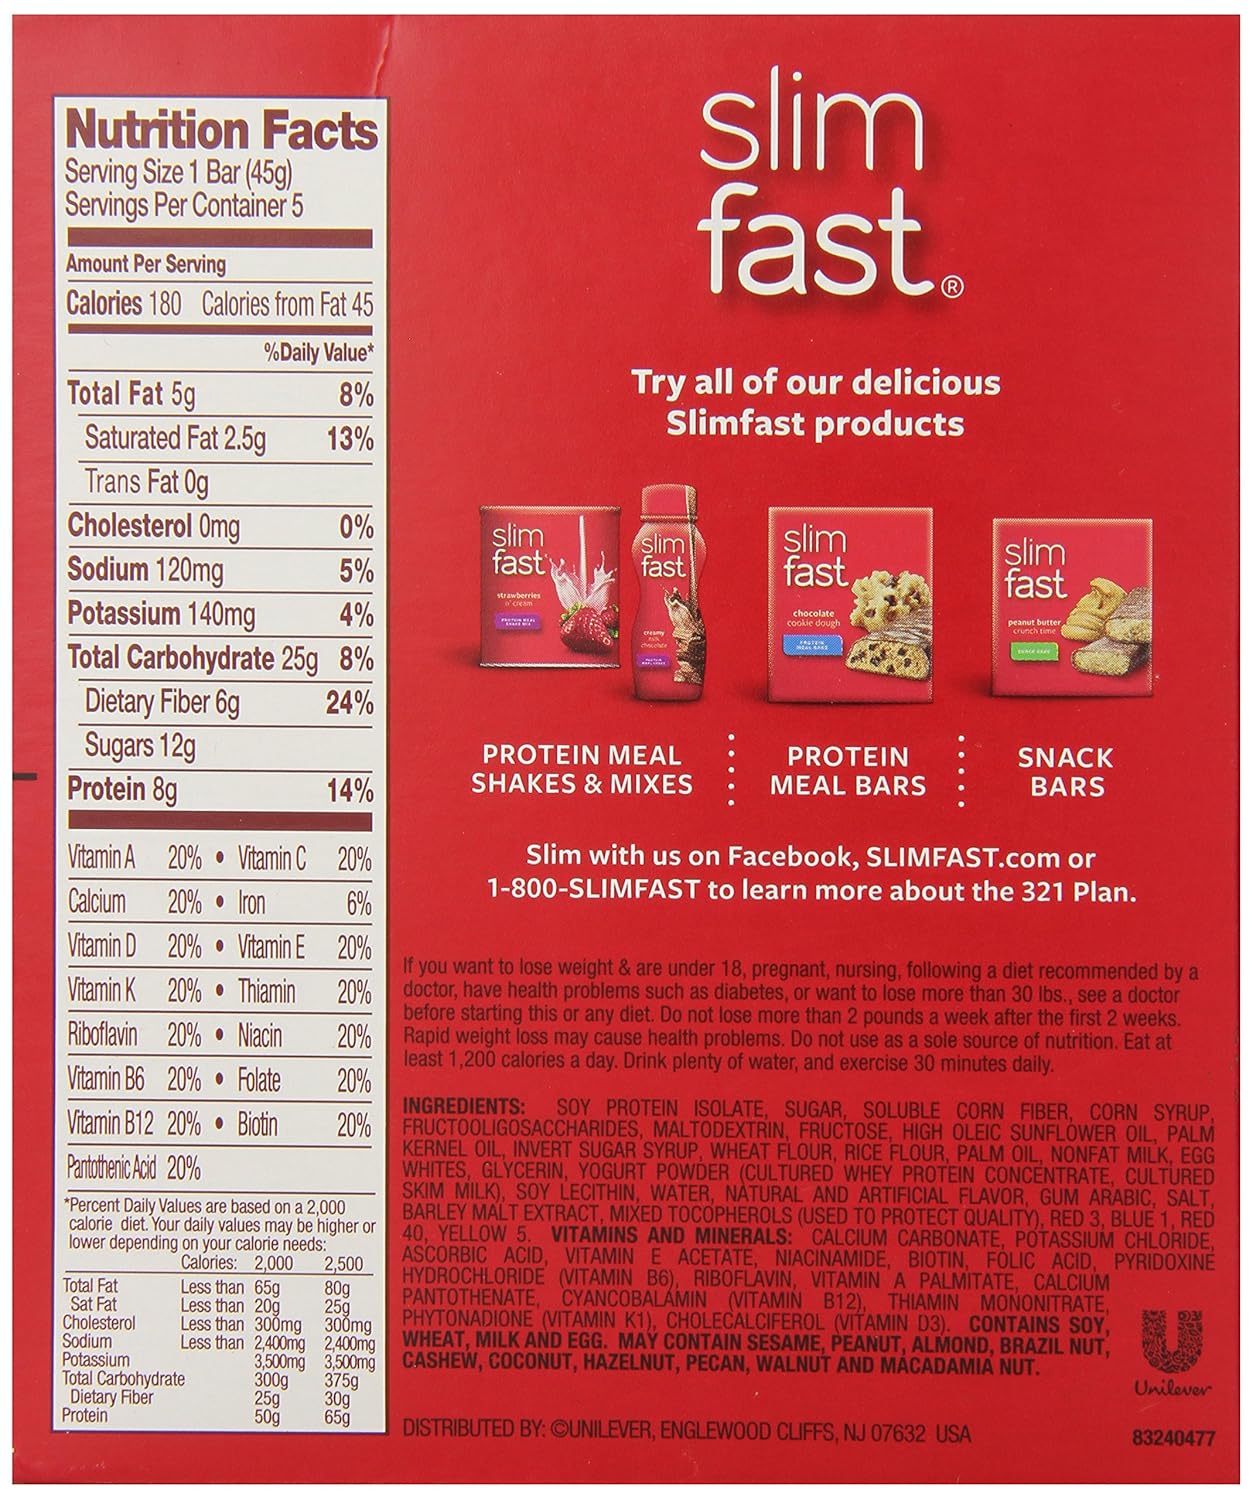 Nutrition Facts
Serving Size 1 Bar (45g)
Servings Per Container 5
Amount Per Serving
Calories 180 Calories from Fat 45
%Daily Value*
Total Fat 5g 8%
Saturated Fat 2.5g 13%
Trans Fat 0g
Cholesterol 0mg 0%
Sodium 120mg 5%
Potassium 140mg 4%
Total Carbohydrate 25g 8%
Dietary Fiber 6g 24%
Sugars 12g
Protein 8g 14%
Vitamin A 20% • Vitamin C 20%
Calcium 20% • Iron 6%
Vitamin D 20% • Vitamin E 20%
Vitamin K 20% • Thiamin 20%
Riboflavin 20% • Niacin 20%
Vitamin B6 20% • Folate 20%
Vitamin B12 20% • Biotin 20%
Pantothenic Acid 20%
*Percent Daily Values are based on a 2,000
calorie diet. Your daily values may be higher or
lower depending on your calorie needs:
Calories: 2,000 2,500
Total Fat Less than 65g 80g
Sat Fat Less than 20g 25g
Cholesterol Less than 300mg 300mg
Sodium Less than 2,400mg 2,400mg
Potassium 3,500mg 3,500mg
Total Carbohydrate 300g 375g
Dietary Fiber 25g 30g
Protein 50g 65g
slim
fast®
Try all of our delicious
Slimfast products
slim
fast
strawberries
n' cream
PROTEIN MEAL
SHAKE MIX
slim
fast
creamy
milk
chocolate
PROTEIN
MEAL SHAKE
slim
fast
chocolate
cookie dough
PROTEIN
MEAL BARS
slim
fast
peanut butter
crunch time
SNACK BARS
PROTEIN MEAL
SHAKES & MIXES
PROTEIN
MEAL BARS
SNACK
BARS
Slim with us on Facebook, SLIMFAST.com or
1-800-SLIMFAST to learn more about the 321 Plan.
If you want to lose weight & are under 18, pregnant, nursing, following a diet recommended by a
doctor, have health problems such as diabetes, or want to lose more than 30 lbs., see a doctor
before starting this or any diet. Do not lose more than 2 pounds a week after the first 2 weeks.
Rapid weight loss may cause health problems. Do not use as a sole source of nutrition. Eat at
least 1,200 calories a day. Drink plenty of water, and exercise 30 minutes daily.
INGREDIENTS: SOY PROTEIN ISOLATE, SUGAR, SOLUBLE CORN FIBER, CORN SYRUP,
FRUCTOOLIGOSACCHARIDES, MALTODEXTRIN, FRUCTOSE, HIGH OLEIC SUNFLOWER OIL, PALM
KERNEL OIL, INVERT SUGAR SYRUP, WHEAT FLOUR, RICE FLOUR, PALM OIL, NONFAT MILK, EGG
WHITES, GLYCERIN, YOGURT POWDER (CULTURED WHEY PROTEIN CONCENTRATE, CULTURED
SKIM MILK), SOY LECITHIN, WATER, NATURAL AND ARTIFICIAL FLAVOR, GUM ARABIC, SALT,
BARLEY MALT EXTRACT, MIXED TOCOPHEROLS (USED TO PROTECT QUALITY), RED 3, BLUE 1, RED
40, YELLOW 5. VITAMINS AND MINERALS: CALCIUM CARBONATE, POTASSIUM CHLORIDE,
ASCORBIC ACID, VITAMIN E ACETATE, NIACINAMIDE, BIOTIN, FOLIC ACID, PYRIDOXINE
HYDROCHLORIDE (VITAMIN B6), RIBOFLAVIN, VITAMIN A PALMITATE, CALCIUM
PANTOTHENATE, CYANCOBALAMIN (VITAMIN B12), THIAMIN MONONITRATE,
PHYTONADIONE (VITAMIN K1), CHOLECALCIFEROL (VITAMIN D3). CONTAINS SOY,
WHEAT, MILK AND EGG. MAY CONTAIN SESAME, PEANUT, ALMOND, BRAZIL NUT,
CASHEW, COCONUT, HAZELNUT, PECAN, WALNUT AND MACADAMIA NUT.
Unilever
DISTRIBUTED BY: ©UNILEVER, ENGLEWOOD CLIFFS, NJ 07632 USA
83240477